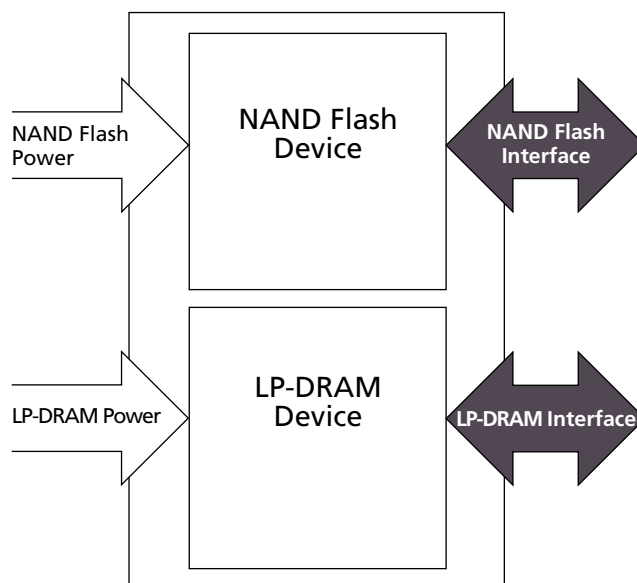 NAND Flash
Power
NAND Flash
Device
NAND Flash
Interface
LP-DRAM Power
LP-DRAM
Device
LP-DRAM Interface